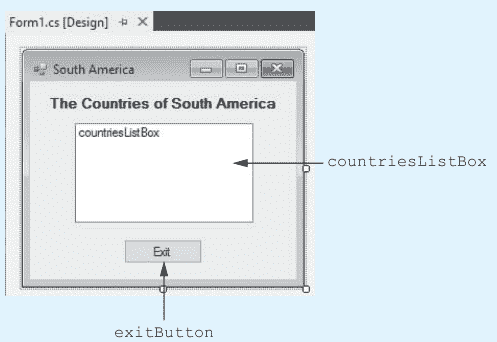 Form1.cs [Design]
South America
The Countries of South America
countriesListBox
countriesListBox
Exit
exitButton